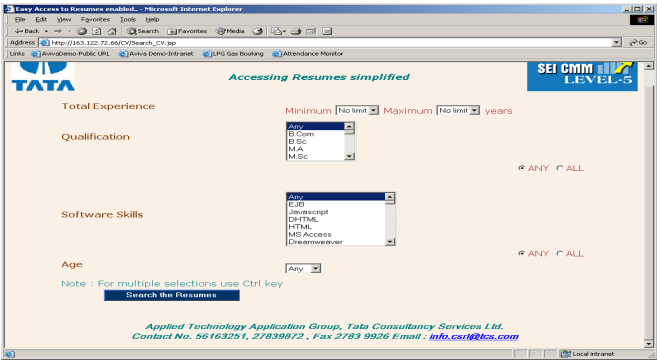 Easy Access to Resumes enabled.. - Microsoft Internet Explorer
File Edit View Favorites Tools Help
Back Search Favorites Media
Address http://163.122.72.66/CV/Search_CV.jsp Go
Links AvivaDemo-Public URL Aviva Demo-Intranet LPG Gas Booking Attendance Monitor
TATA
Accessing Resumes simplified
SEI CMM
LEVEL-5
Total Experience
Minimum No limit Maximum No limit years
Qualification
Any
B.Com
B.Sc
M.A
M.Sc
ANY ALL
Software Skills
Any
EJB
Javascript
DHTML
HTML
MS Access
Dreamweaver
ANY ALL
Age
Any
Note : For multiple selections use Ctrl key
Search the Resumes
Applied Technology Application Group, Tata Consultancy Services Ltd.
Contact No. 56163251, 27839872 , Fax 2783 9926 Email : info.csrl@tcs.com
Local intranet